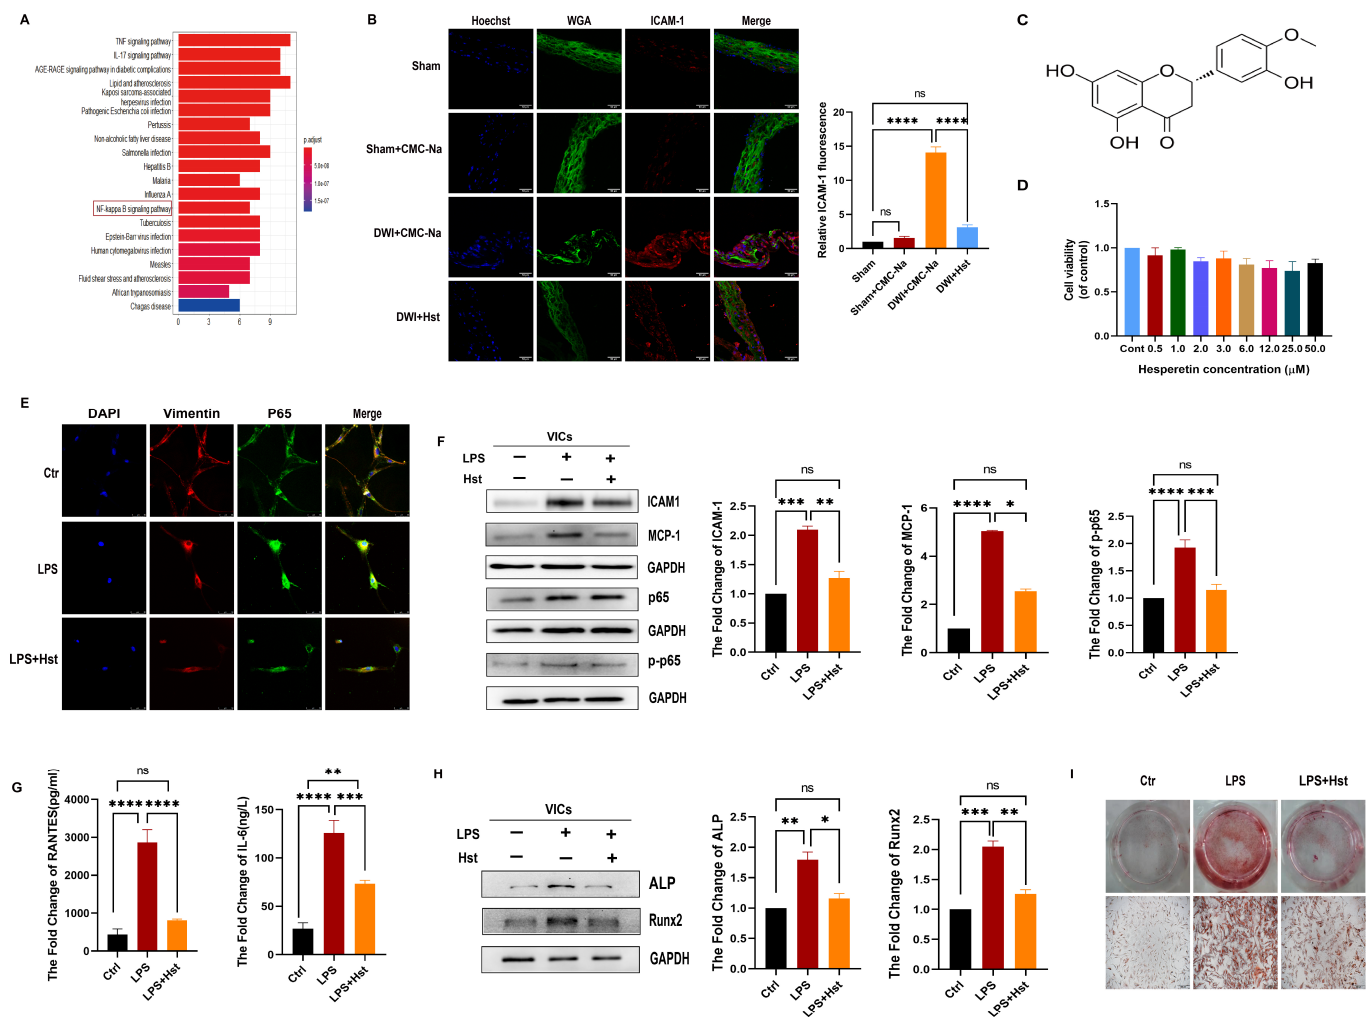 A
TNF signaling pathway
IL-17 signaling pathway
AGE-RAGE signaling pathway in diabetic complications
Lipid and atherosclerosis
Kaposi sarcoma-associated
herpesvirus infection
Pathogenic Escherichia coli infection
Pertussis
Non-alcoholic fatty liver disease
Salmonella infection
Hepatitis B
Malaria
Influenza A
NF-kappa B signaling pathway
Tuberculosis
Epstein-Barr virus infection
Human cytomegalovirus infection
Measles
Fluid shear stress and atherosclerosis
African trypanosomiasis
Chagas disease
0 3 6 9
p.adjust
5.0e-08
1.0e-07
1.5e-07
B
Hoechst WGA ICAM-1 Merge
Sham
Sham+CMC-Na
DWI+CMC-Na
DWI+Hst
Relative ICAM-1 fluorescence
20
15
10
5
0
ns
**** ****
ns
Sham
Sham+CMC-Na
DWI+CMC-Na
DWI+Hst
C
HO
OH
O
O
O
OH
D
Cell viability
(of control)
1.5
1.0
0.5
0.0
Cont 0.5 1.0 2.0 3.0 6.0 12.0 25.0 50.0
Hesperetin concentration (μM)
E
DAPI Vimentin P65 Merge
Ctr
LPS
LPS+Hst
F
VICs
LPS − + +
Hst − − +
ICAM1
MCP-1
GAPDH
p65
GAPDH
p-p65
GAPDH
The Fold Change of ICAM-1
2.5
2.0
1.5
1.0
0.5
0.0
ns
*** **
Ctrl
LPS
LPS+Hst
The Fold Change of MCP-1
6
4
2
0
ns
**** *
Ctrl
LPS
LPS+Hst
The Fold Change of p-p65
2.5
2.0
1.5
1.0
0.5
0.0
ns
**** ***
Ctrl
LPS
LPS+Hst
G
The Fold Change of RANTES(pg/ml)
4000
3000
2000
1000
0
ns
**** ****
Ctrl
LPS
LPS+Hst
The Fold Change of IL-6(ng/L)
150
100
50
0
**
**** ***
Ctrl
LPS
LPS+Hst
H
VICs
LPS − + +
Hst − − +
ALP
Runx2
GAPDH
The Fold Change of ALP
2.5
2.0
1.5
1.0
0.5
0.0
ns
** *
Ctrl
LPS
LPS+Hst
The Fold Change of Runx2
2.5
2.0
1.5
1.0
0.5
0.0
ns
*** **
Ctrl
LPS
LPS+Hst
I
Ctr LPS LPS+Hst